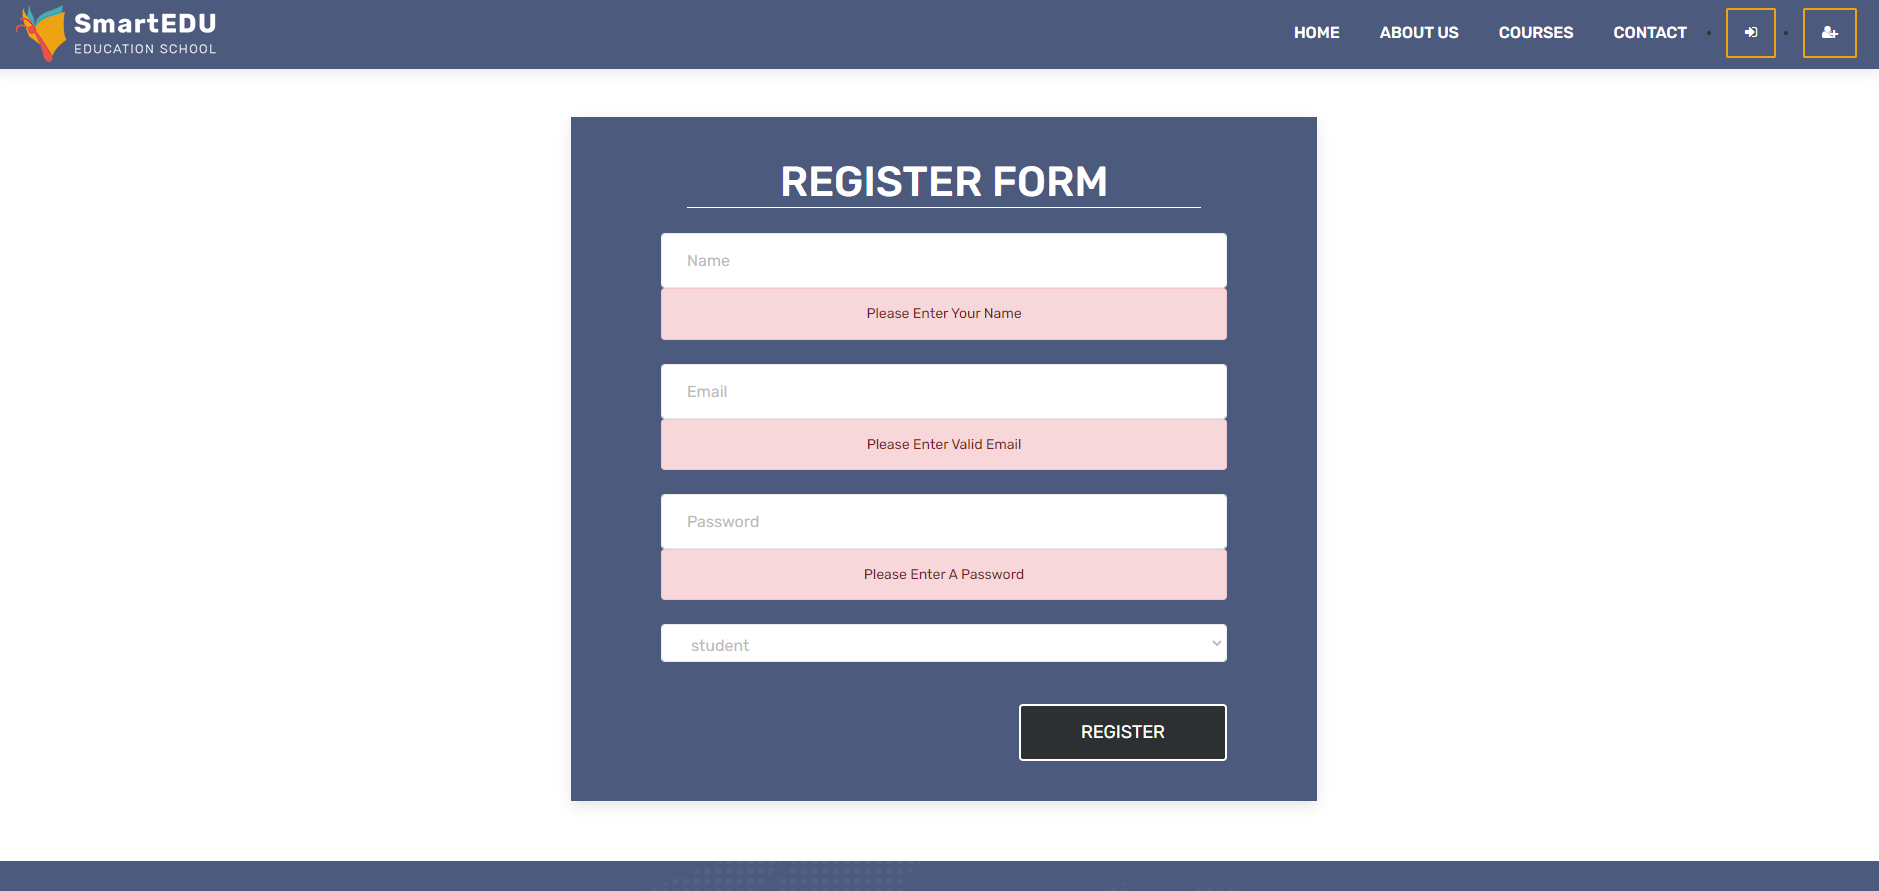 SmartEDU
EDUCATION SCHOOL
HOME
ABOUT US
COURSES
CONTACT
REGISTER FORM
Name
Please Enter Your Name
Email
Please Enter Valid Email
Password
Please Enter A Password
student
REGISTER